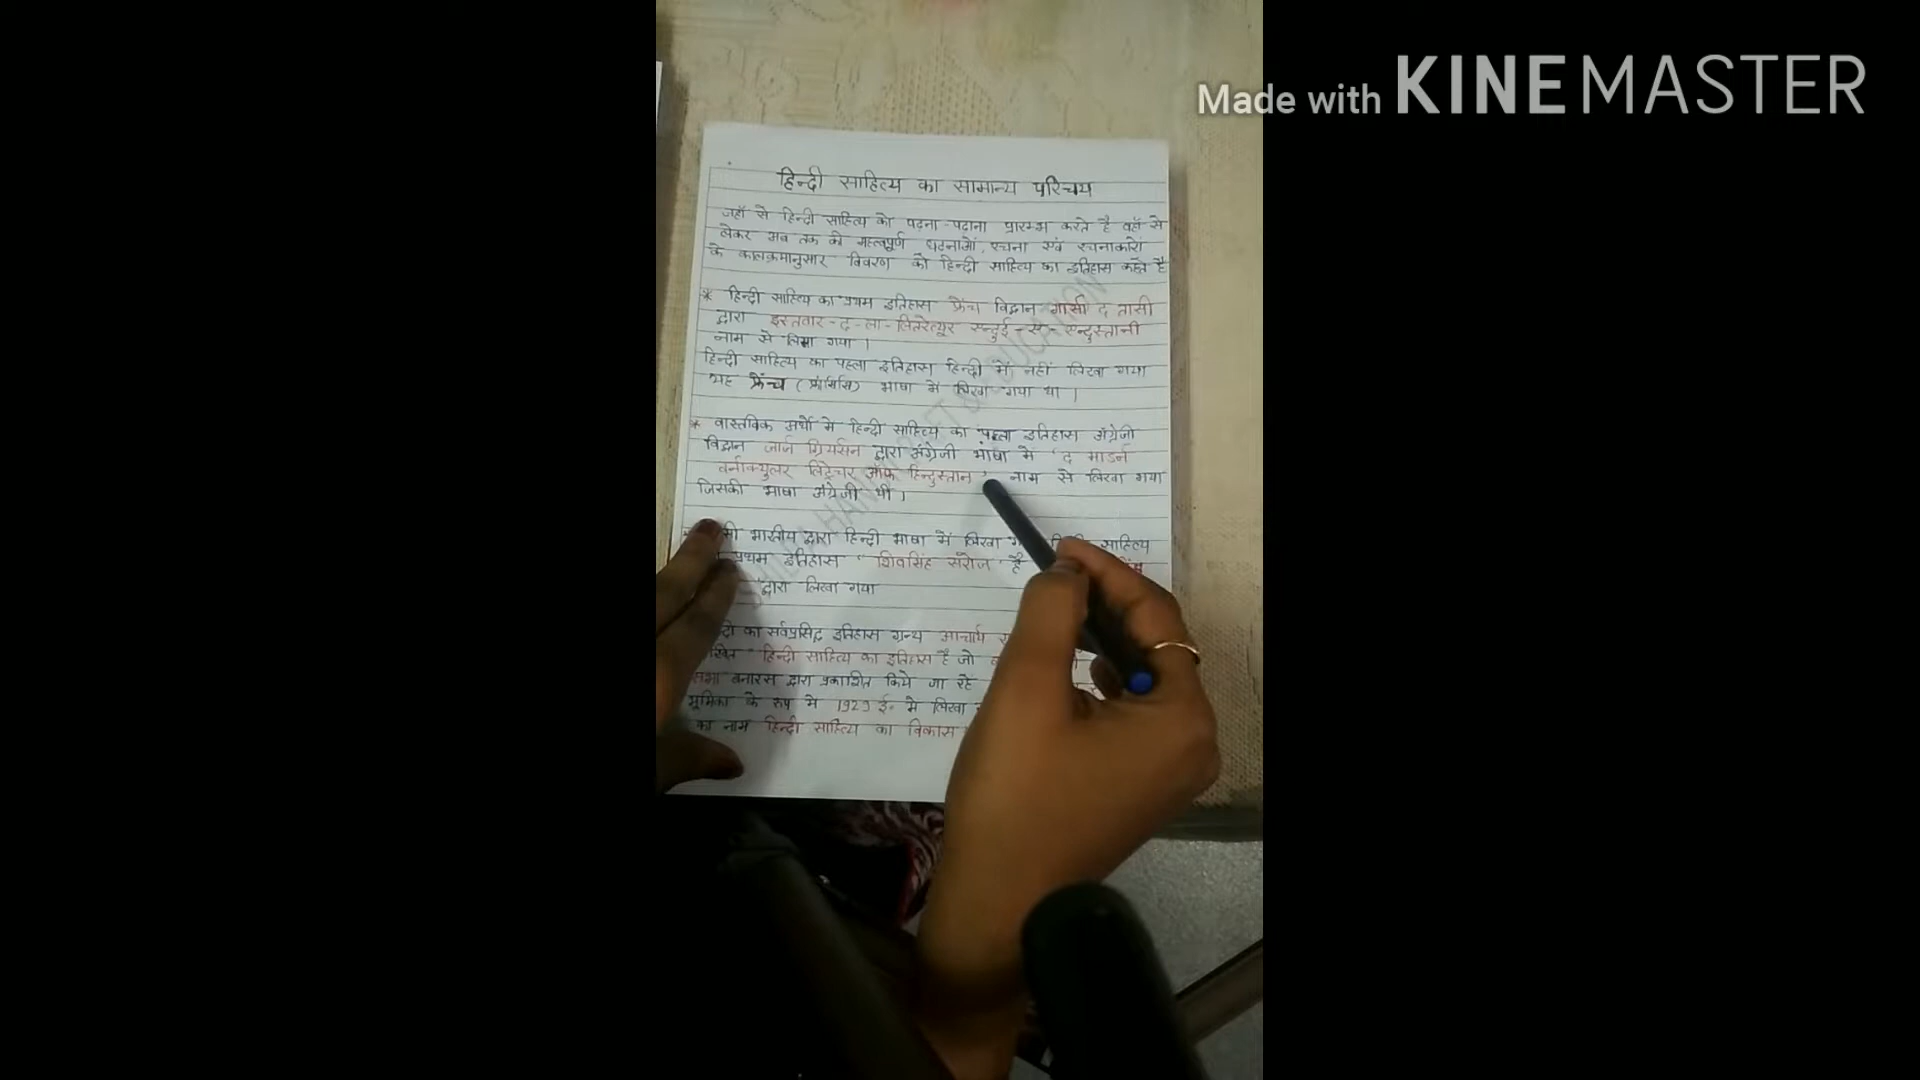 Made with KINEMASTER
हिन्दी साहित्य का सामान्य परिचय
जहाँ से हिन्दी साहित्य को पढ़ना-पढ़ाना प्रारम्भ करते है वहाँ से
लेकर अब तक की महत्वपूर्ण घटनाओं, रचना एवं रचनाकारों
के कालक्रमानुसार विवरण को हिन्दी साहित्य का इतिहास कहते है
* हिन्दी साहित्य का प्रथम इतिहास फ्रेंच विद्वान गार्सा द तासी
द्वारा इस्तवार-द-ला-लितरेत्यूर एन्दुई-ए-एन्दुस्तानी
नाम से लिखा गया ।
हिन्दी साहित्य का पहला इतिहास हिन्दी में नहीं लिखा गया
यह फ्रेंच भाषा में लिखा गया था ।
* वास्तविक अर्थो मे हिन्दी साहित्य का पहला इतिहास अंग्रेजी
विद्वान जार्ज ग्रियर्सन द्वारा अंग्रेजी भाषा में 'द माडर्न
वर्नाक्युलर लिट्रेचर ऑफ हिन्दुस्तान' नाम से लिखा गया
जिसकी भाषा अंग्रेजी थी ।
भारतीय द्वारा हिन्दी भाषा में लिखा साहित्य
प्रथम इतिहास "शिवसिंह सरोज" है
द्वारा लिखा गया
का सर्वप्रसिद्ध इतिहास ग्रन्थ आचार्य
"हिन्दी साहित्य का इतिहास है जो
सभा बनारस द्वारा प्रकाशित किये जा रहे
भूमिका के रूप मे 1929 ई॰ मे लिखा
का नाम हिन्दी साहित्य का विकास